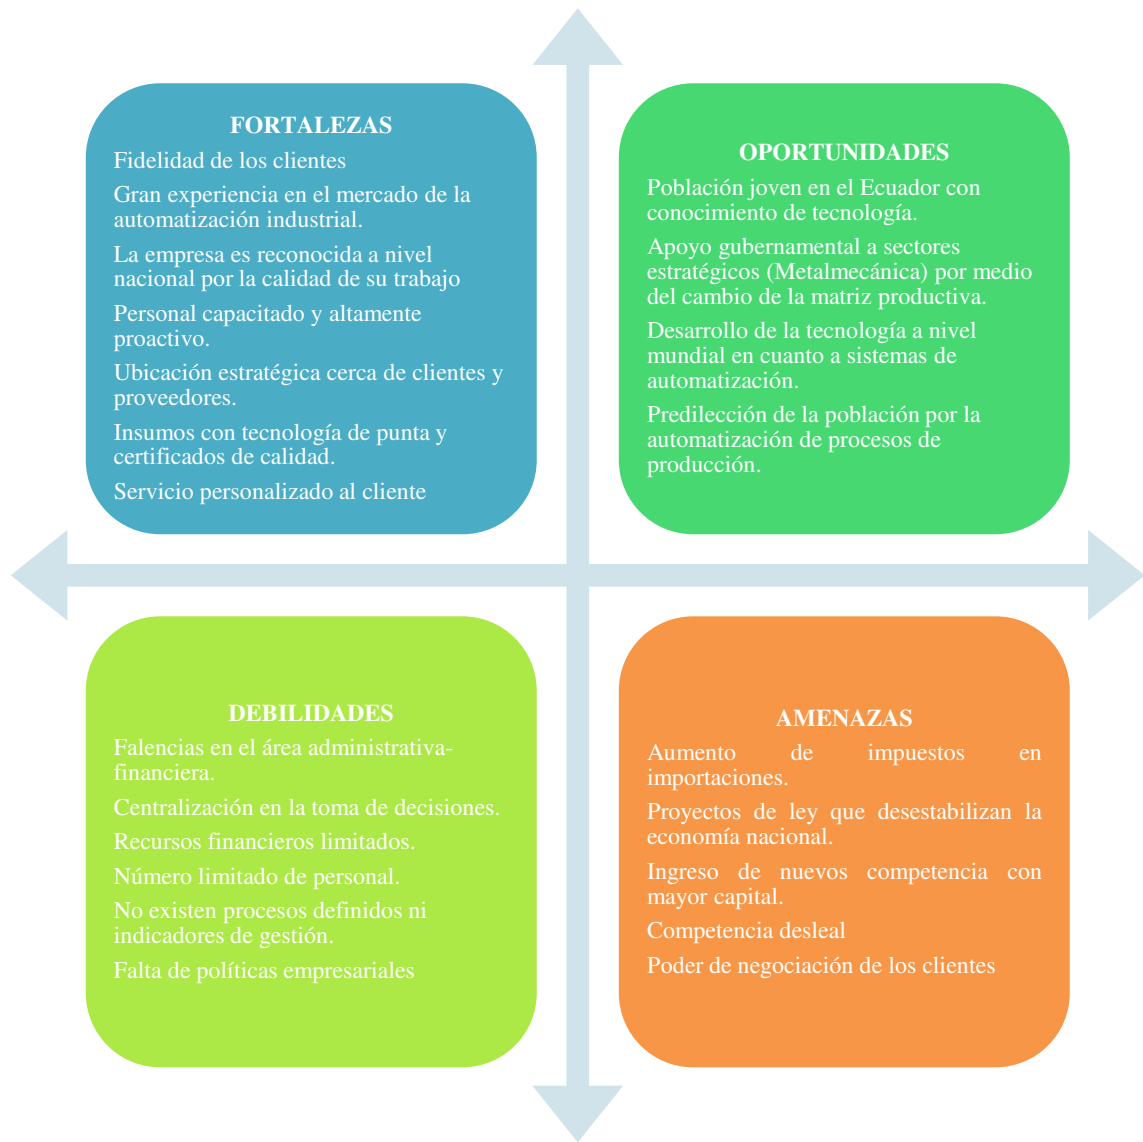 FORTALEZAS
Fidelidad de los clientes
Gran experiencia en el mercado de la
automatización industrial.
La empresa es reconocida a nivel
nacional por la calidad de su trabajo
Personal capacitado y altamente
proactivo.
Ubicación estratégica cerca de clientes y
proveedores.
Insumos con tecnología de punta y
certificados de calidad.
Servicio personalizado al cliente
OPORTUNIDADES
Población joven en el Ecuador con
conocimiento de tecnología.
Apoyo gubernamental a sectores
estratégicos (Metalmecánica) por medio
del cambio de la matriz productiva.
Desarrollo de la tecnología a nivel
mundial en cuanto a sistemas de
automatización.
Predilección de la población por la
automatización de procesos de
producción.
DEBILIDADES
Falencias en el área administrativa-
financiera.
Centralización en la toma de decisiones.
Recursos financieros limitados.
Número limitado de personal.
No existen procesos definidos ni
indicadores de gestión.
Falta de políticas empresariales
AMENAZAS
Aumento de impuestos en
importaciones.
Proyectos de ley que desestabilizan la
economía nacional.
Ingreso de nuevos competencia con
mayor capital.
Competencia desleal
Poder de negociación de los clientes